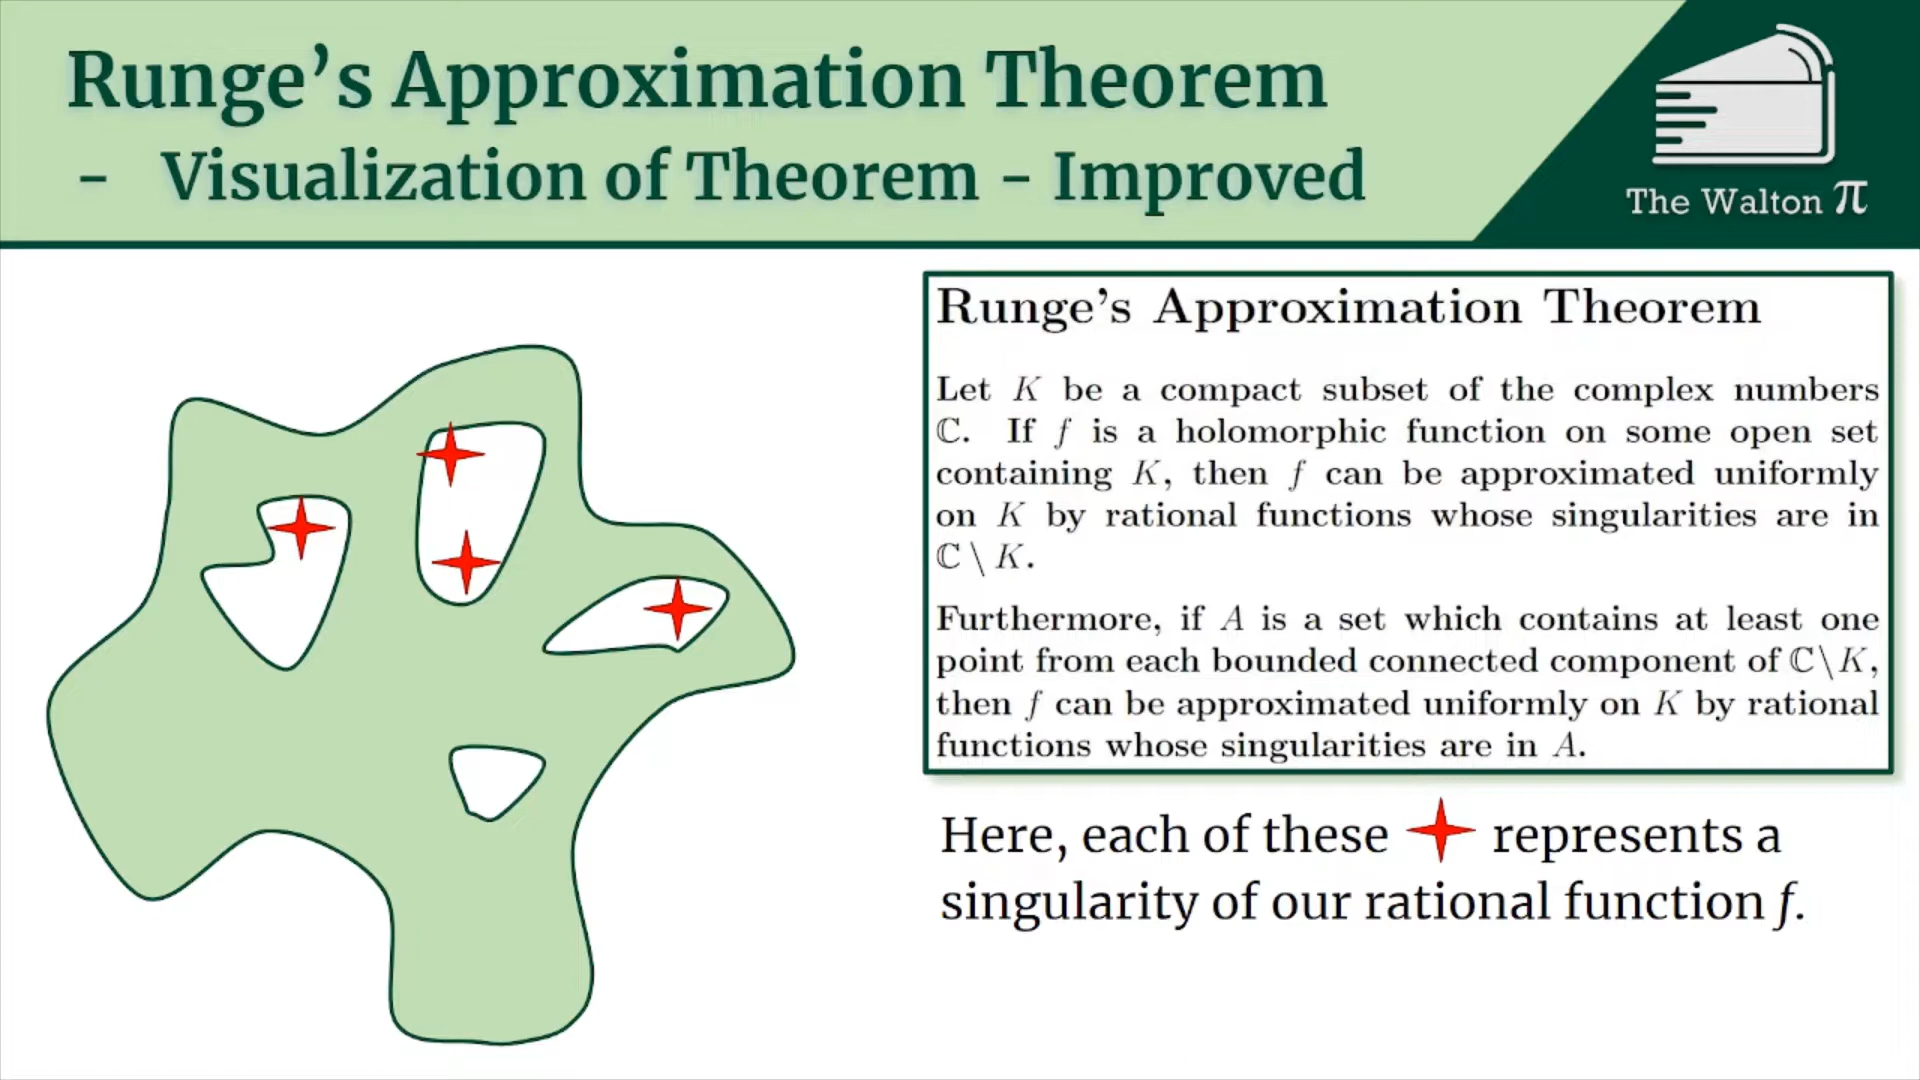 Runge’s Approximation Theorem
- Visualization of Theorem - Improved
The Walton π
Runge’s Approximation Theorem
Let K be a compact subset of the complex numbers
ℂ. If f is a holomorphic function on some open set
containing K, then f can be approximated uniformly
on K by rational functions whose singularities are in
ℂ \ K.
Furthermore, if A is a set which contains at least one
point from each bounded connected component of ℂ\K,
then f can be approximated uniformly on K by rational
functions whose singularities are in A.
Here, each of these represents a
singularity of our rational function f.